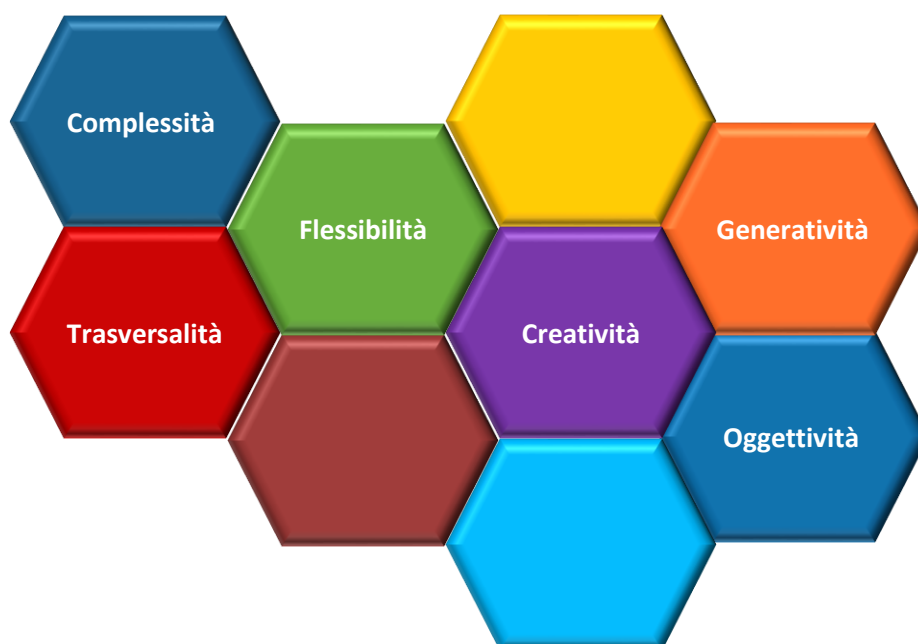 Complessità
Flessibilità
Generatività
Trasversalità
Creatività
Oggettività